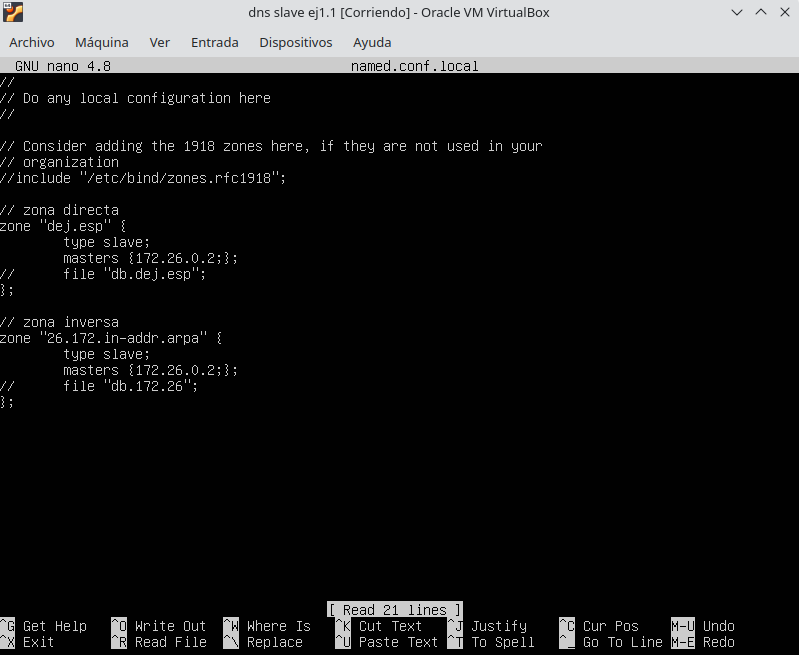 dns slave ej1.1 [Corriendo] - Oracle VM VirtualBox
Archivo Máquina Ver Entrada Dispositivos Ayuda
GNU nano 4.8 named.conf.local
//
// Do any local configuration here
//
// Consider adding the 1918 zones here, if they are not used in your
// organization
//include "/etc/bind/zones.rfc1918";
// zona directa
zone "dej.esp" {
type slave;
masters {172.26.0.2;};
// file "db.dej.esp";
};
// zona inversa
zone "26.172.in-addr.arpa" {
type slave;
masters {172.26.0.2;};
// file "db.172.26";
};
[ Read 21 lines ]
^G Get Help ^O Write Out ^W Where Is ^K Cut Text ^J Justify ^C Cur Pos M-U Undo
^X Exit ^R Read File ^\ Replace ^U Paste Text ^T To Spell ^_ Go To Line M-E Redo